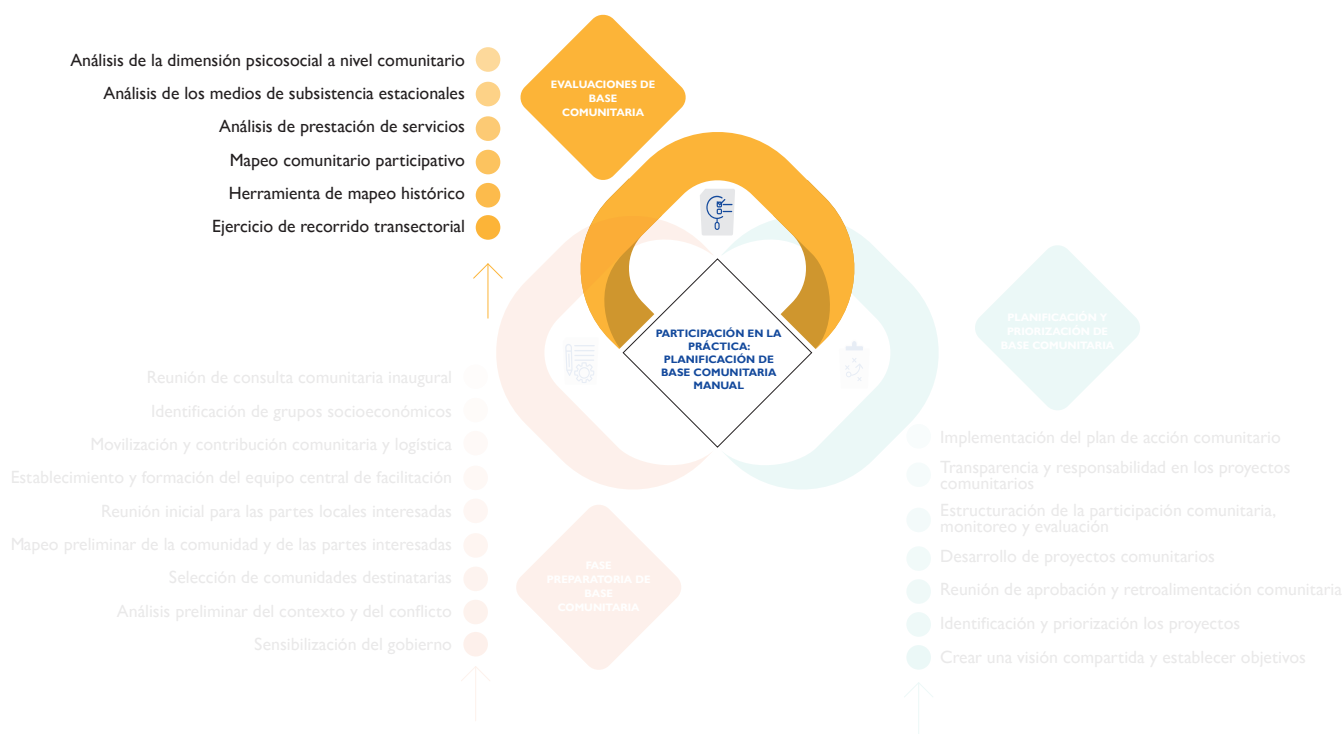 Análisis de la dimensión psicosocial a nivel comunitario
Análisis de los medios de subsistencia estacionales
Análisis de prestación de servicios
Mapeo comunitario participativo
Herramienta de mapeo histórico
Ejercicio de recorrido transectorial
EVALUACIONES DE
BASE
COMUNITARIA
PARTICIPACIÓN EN LA
PRÁCTICA:
PLANIFICACIÓN DE
BASE COMUNITARIA
MANUAL
PLANIFICACIÓN Y
PRIORIZACIÓN DE
BASE COMUNITARIA
Reunión de consulta comunitaria inaugural
Identificación de grupos socioeconómicos
Movilización y contribución comunitaria y logística
Establecimiento y formación del equipo central de facilitación
Reunión inicial para las partes locales interesadas
Mapeo preliminar de la comunidad y de las partes interesadas
Selección de comunidades destinatarias
Análisis preliminar del contexto y del conflicto
Sensibilización del gobierno
FASE
PREPARATORIA DE
BASE
COMUNITARIA
Implementación del plan de acción comunitario
Transparencia y responsabilidad en los proyectos
comunitarios
Estructuración de la participación comunitaria,
monitoreo y evaluación
Desarrollo de proyectos comunitarios
Reunión de aprobación y retroalimentación comunitaria
Identificación y priorización los proyectos
Crear una visión compartida y establecer objetivos